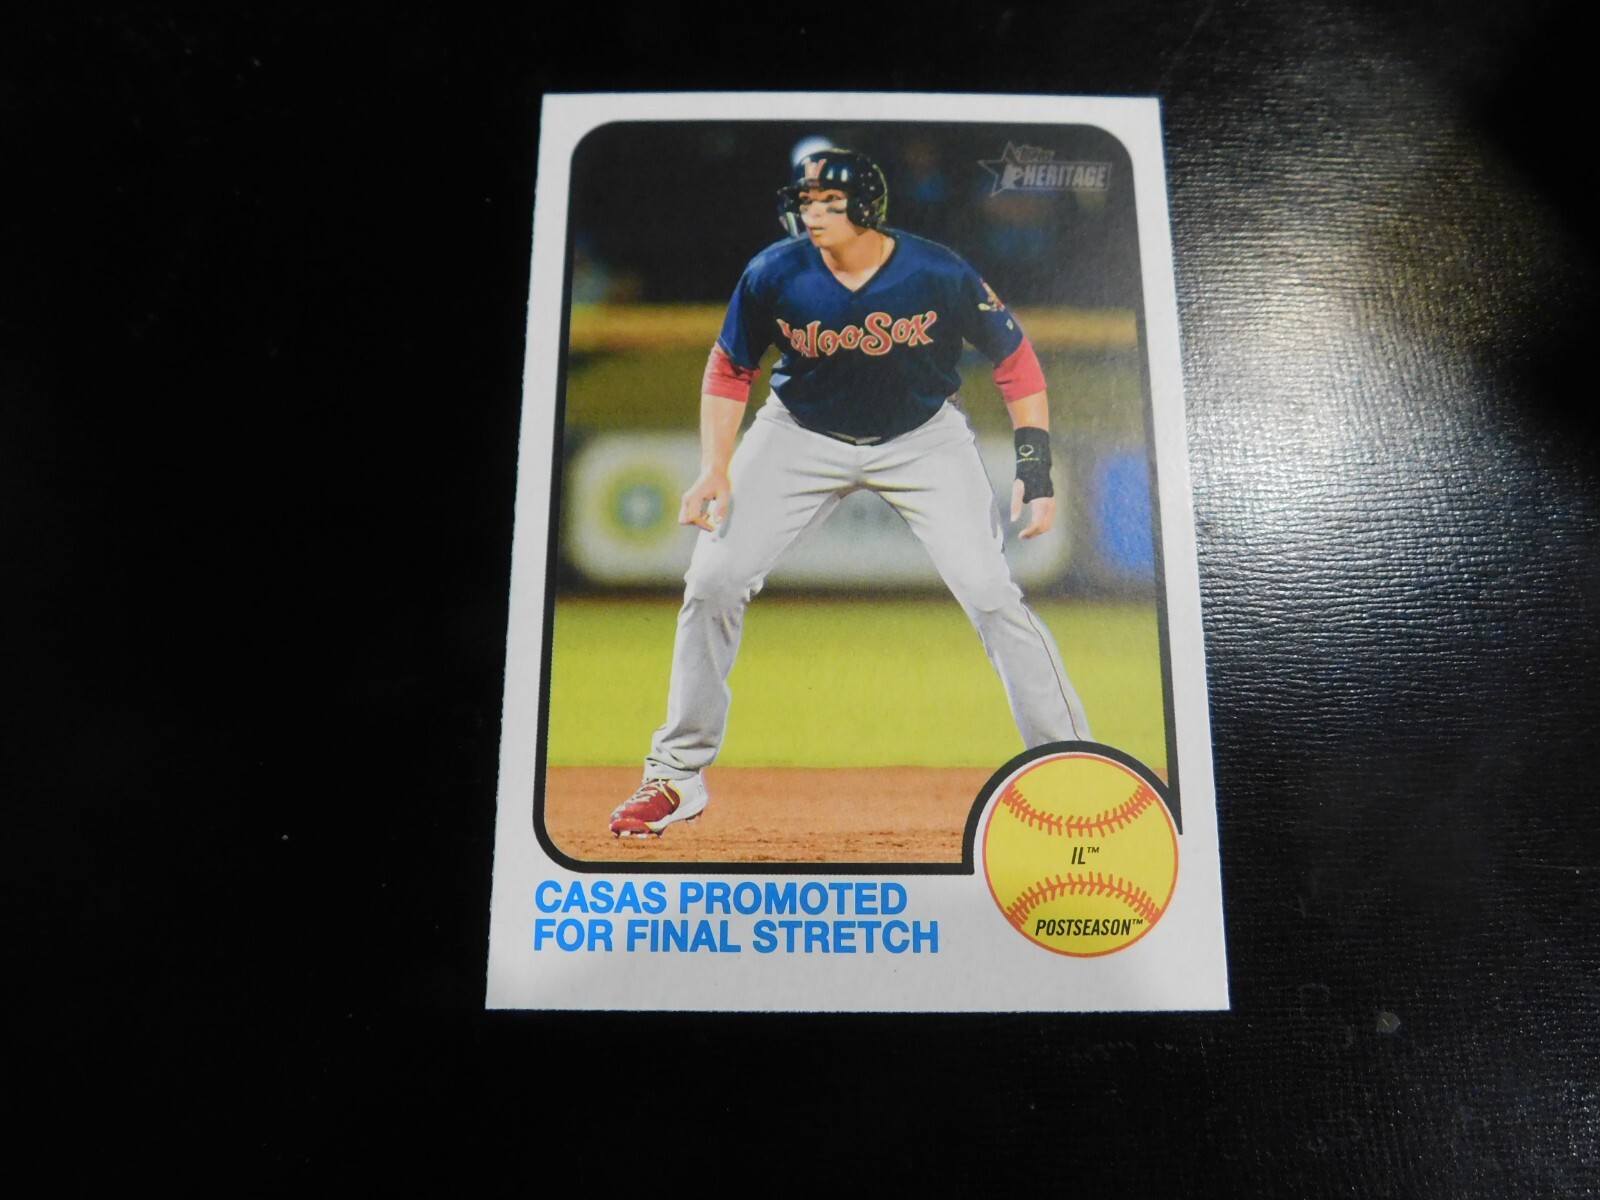 Topps
HERITAGE
W
WooSox
IL™
POSTSEASON™
CASAS PROMOTED
FOR FINAL STRETCH